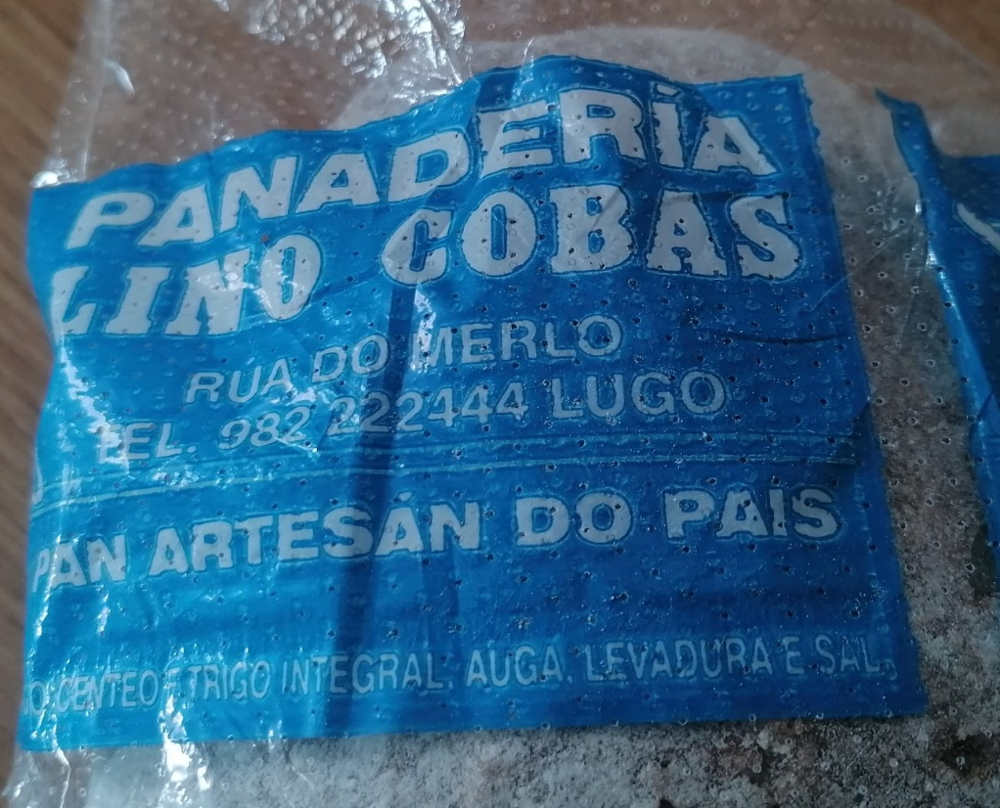 PANADERÍA
LINO COBAS
RUA DO MERLO
TEL. 982 222444 LUGO
PAN ARTESÁN DO PAIS
CENTEO E TRIGO INTEGRAL, AUGA, LEVADURA E SAL,